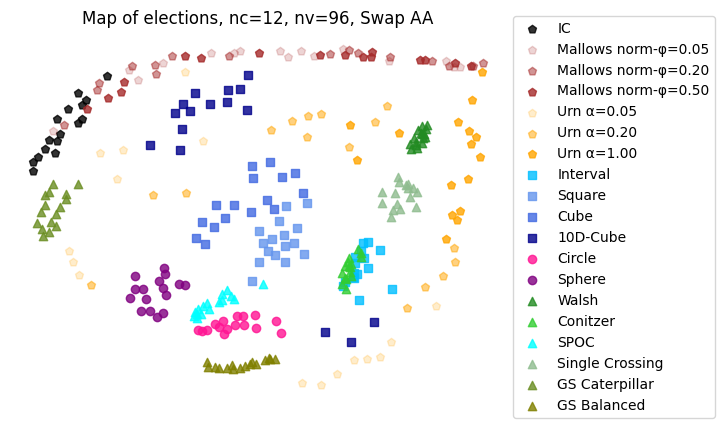 Map of elections, nc=12, nv=96, Swap AA
IC
Mallows norm-φ=0.05
Mallows norm-φ=0.20
Mallows norm-φ=0.50
Urn α=0.05
Urn α=0.20
Urn α=1.00
Interval
Square
Cube
10D-Cube
Circle
Sphere
Walsh
Conitzer
SPOC
Single Crossing
GS Caterpillar
GS Balanced